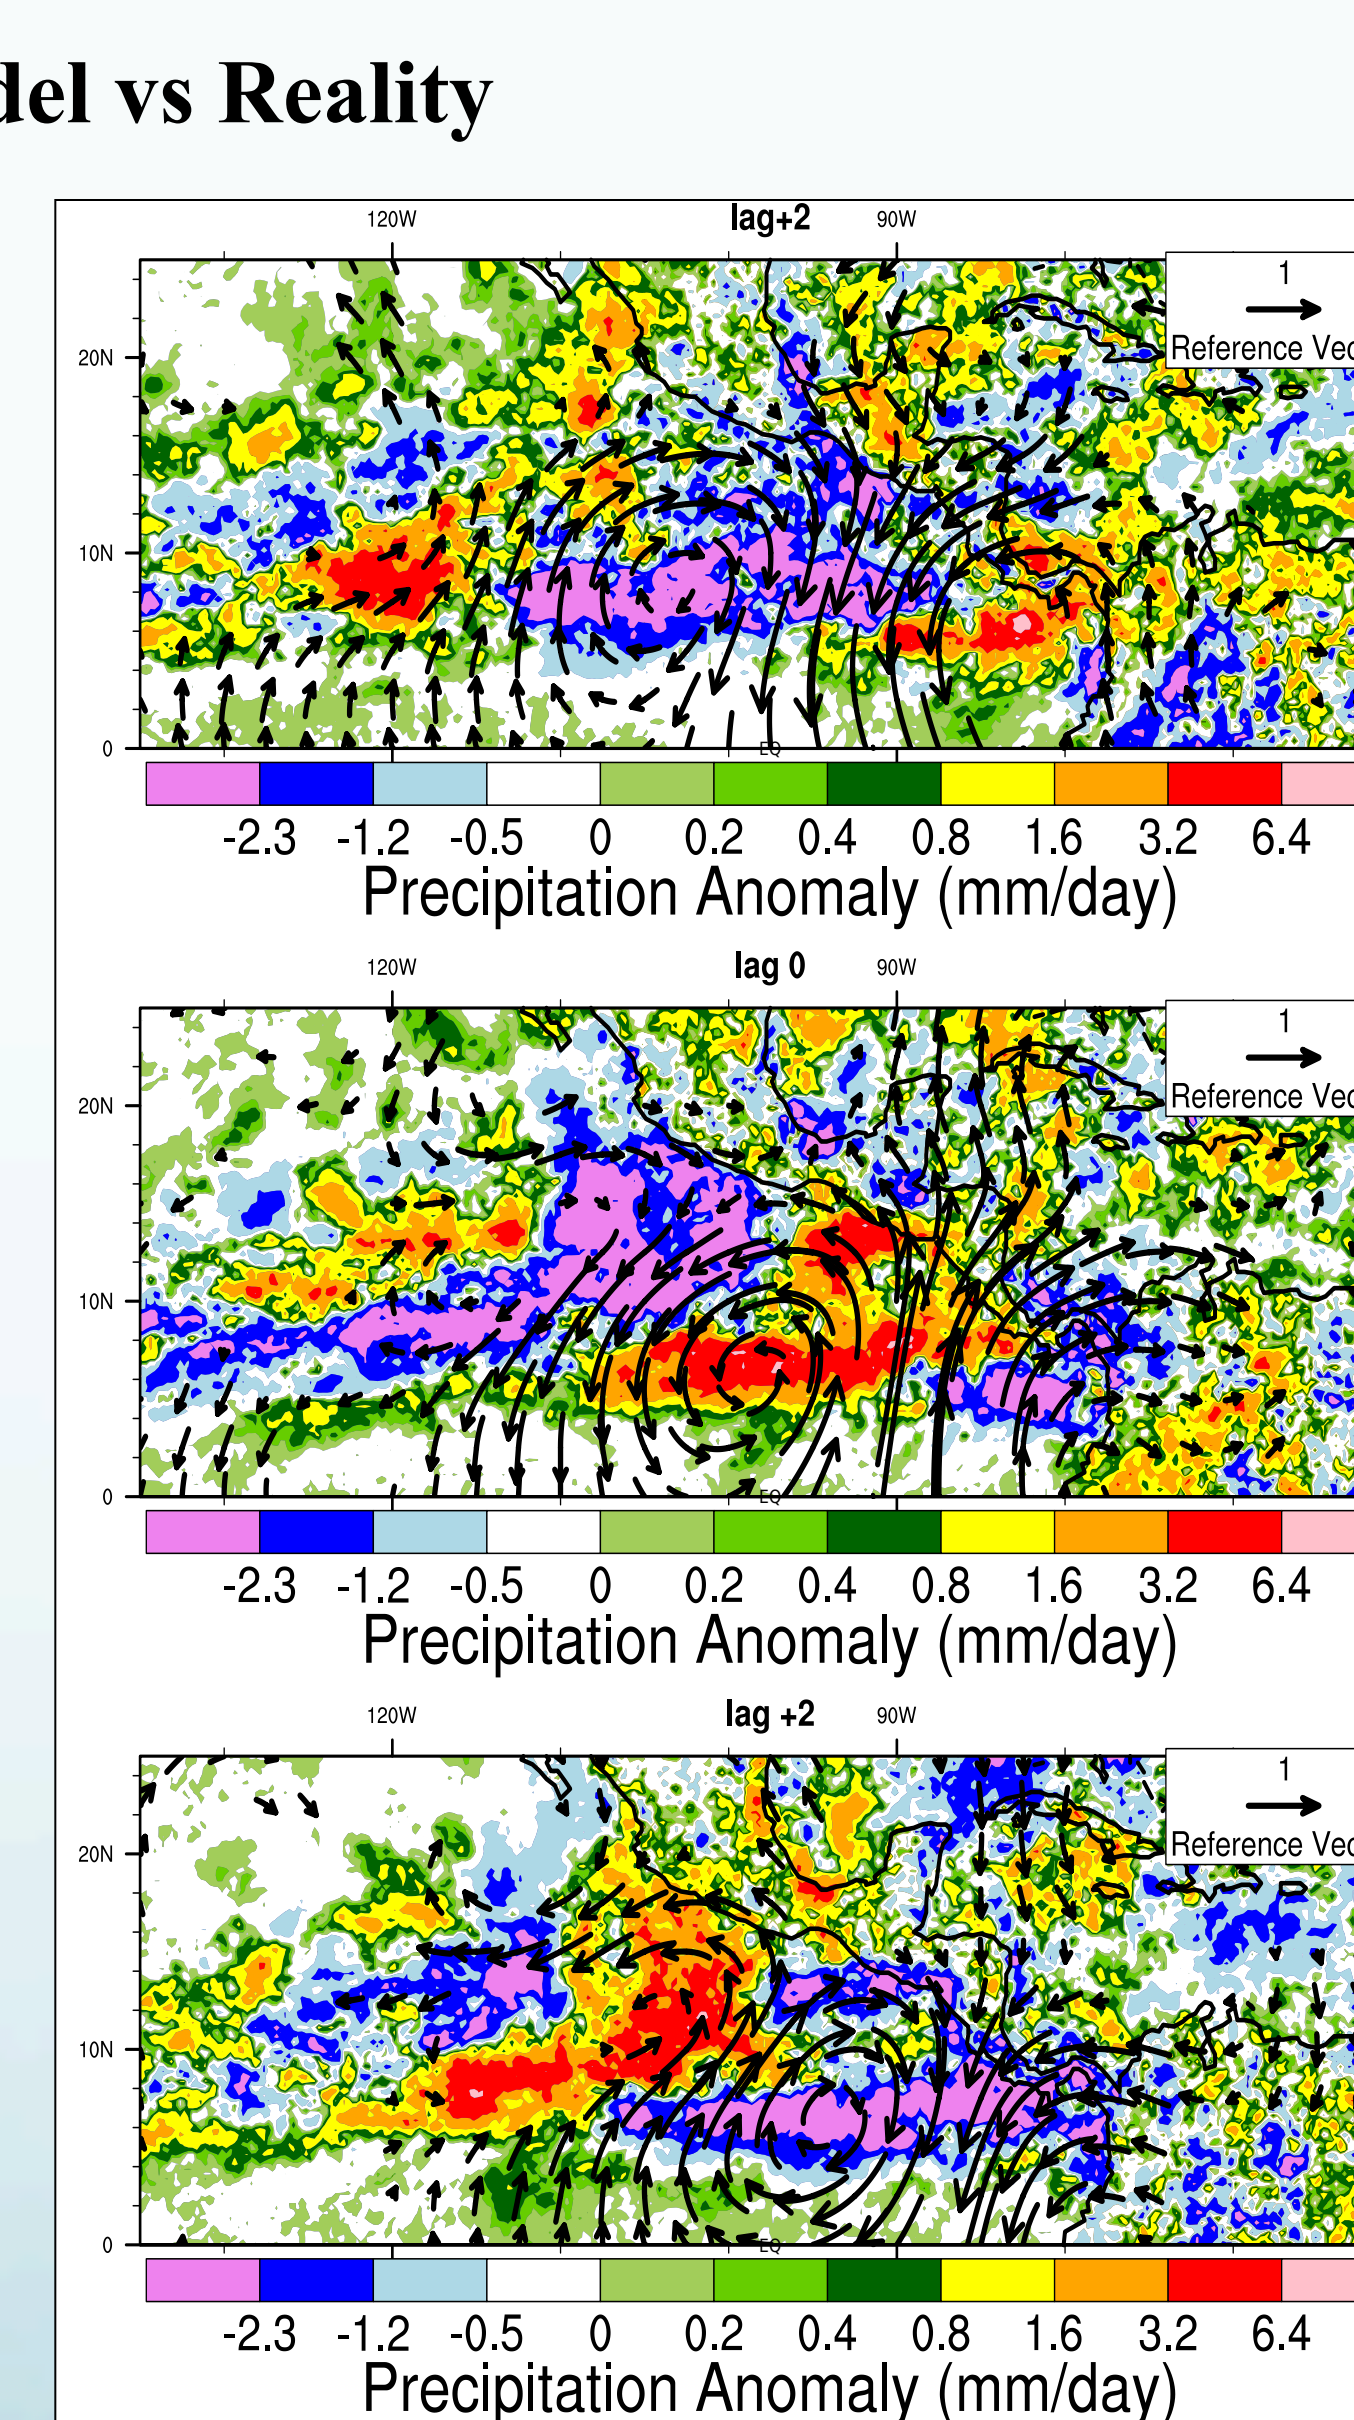 del vs Reality
120W lag+2 90W
1
Reference Vec
20N
10N
0
EQ
-2.3 -1.2 -0.5 0 0.2 0.4 0.8 1.6 3.2 6.4
Precipitation Anomaly (mm/day)
120W lag 0 90W
1
Reference Vec
20N
10N
0
EQ
-2.3 -1.2 -0.5 0 0.2 0.4 0.8 1.6 3.2 6.4
Precipitation Anomaly (mm/day)
120W lag +2 90W
1
Reference Vec
20N
10N
0
EQ
-2.3 -1.2 -0.5 0 0.2 0.4 0.8 1.6 3.2 6.4
Precipitation Anomaly (mm/day)